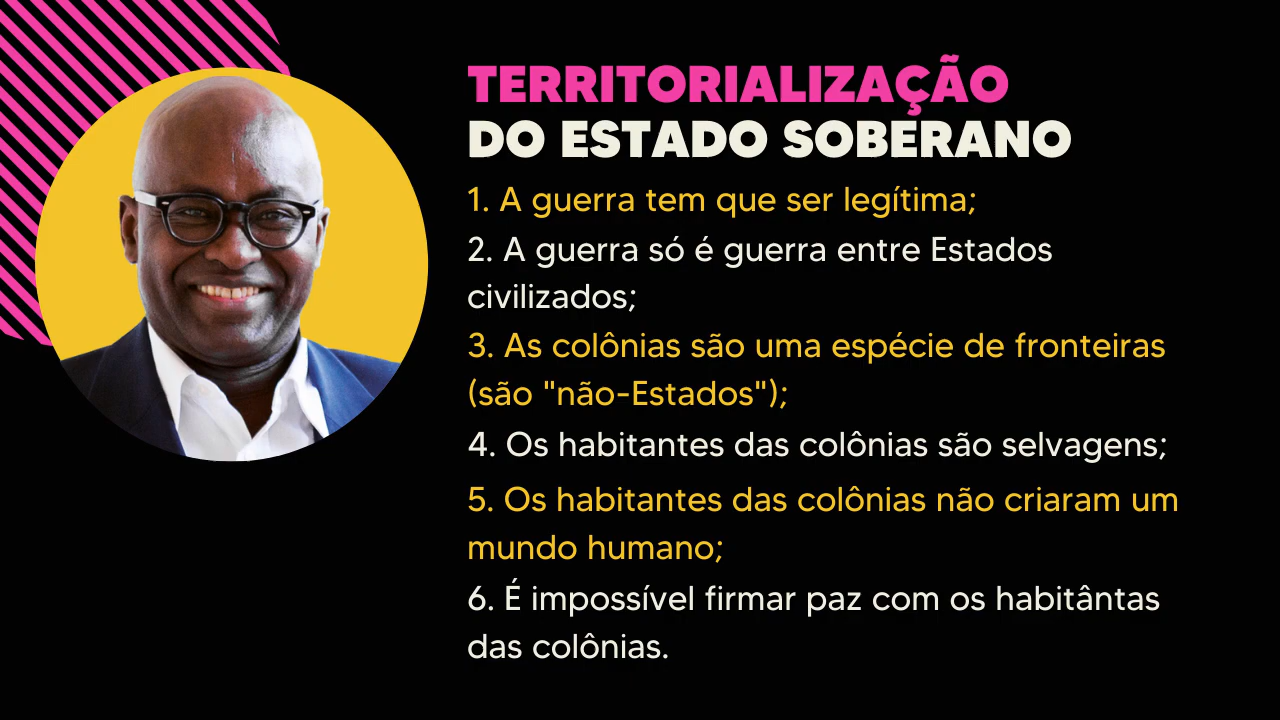 TERRITORIALIZAÇÃO
DO ESTADO SOBERANO
1. A guerra tem que ser legítima;
2. A guerra só é guerra entre Estados
civilizados;
3. As colônias são uma espécie de fronteiras
(são "não-Estados");
4. Os habitantes das colônias são selvagens;
5. Os habitantes das colônias não criaram um
mundo humano;
6. É impossível firmar paz com os habitântas
das colônias.